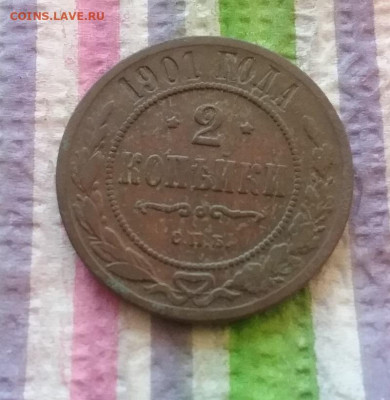 COINS.LAVE.RU
1901 ГОДА
* 2 *
КОПѢЙКИ
С.П.Б.